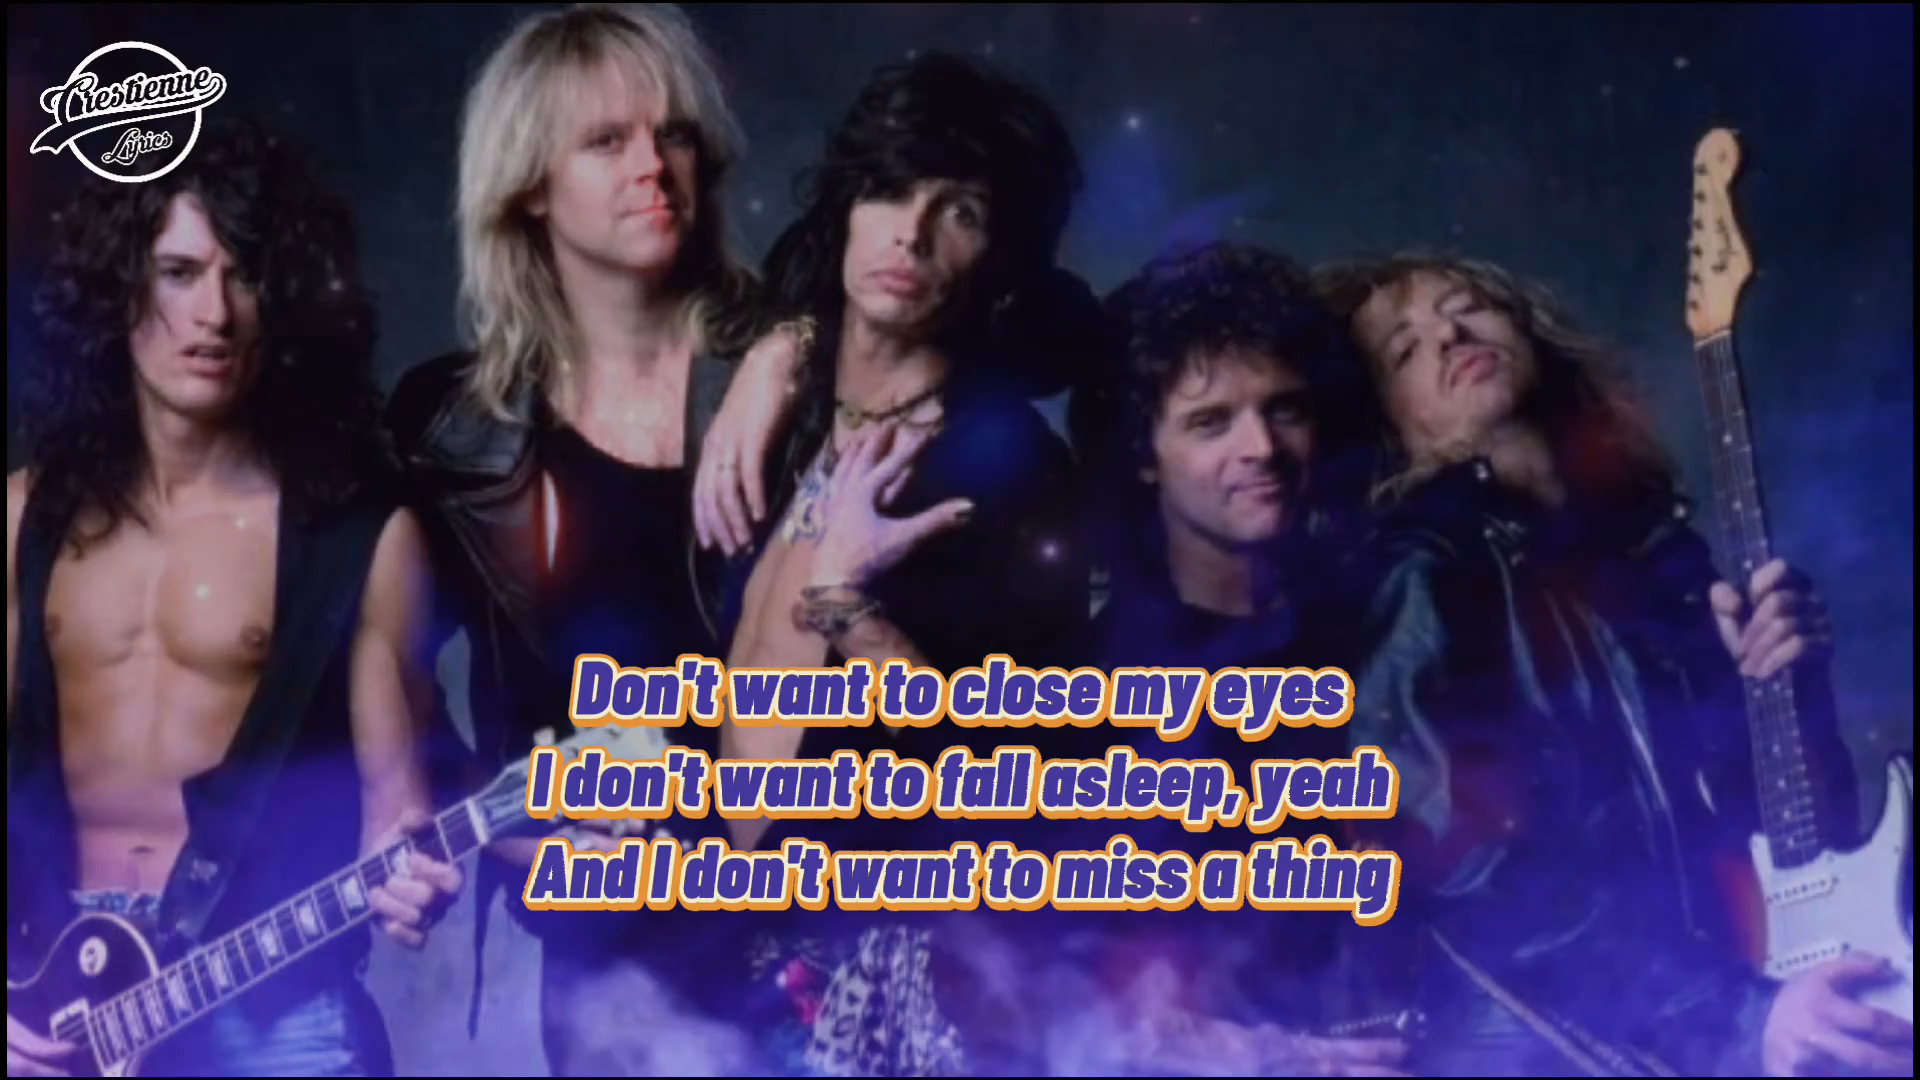 Crestienne
Lyrics
Don't want to close my eyes
I don't want to fall asleep, yeah
And I don't want to miss a thing